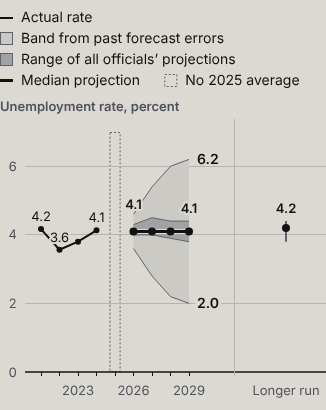 Actual rate
Band from past forecast errors
Range of all officials’ projections
Median projection No 2025 average
Unemployment rate, percent
6 6.2
4.1 4.1 4.2
4.2 4.1
4 3.6
2 2.0
0
2023 2026 2029 Longer run